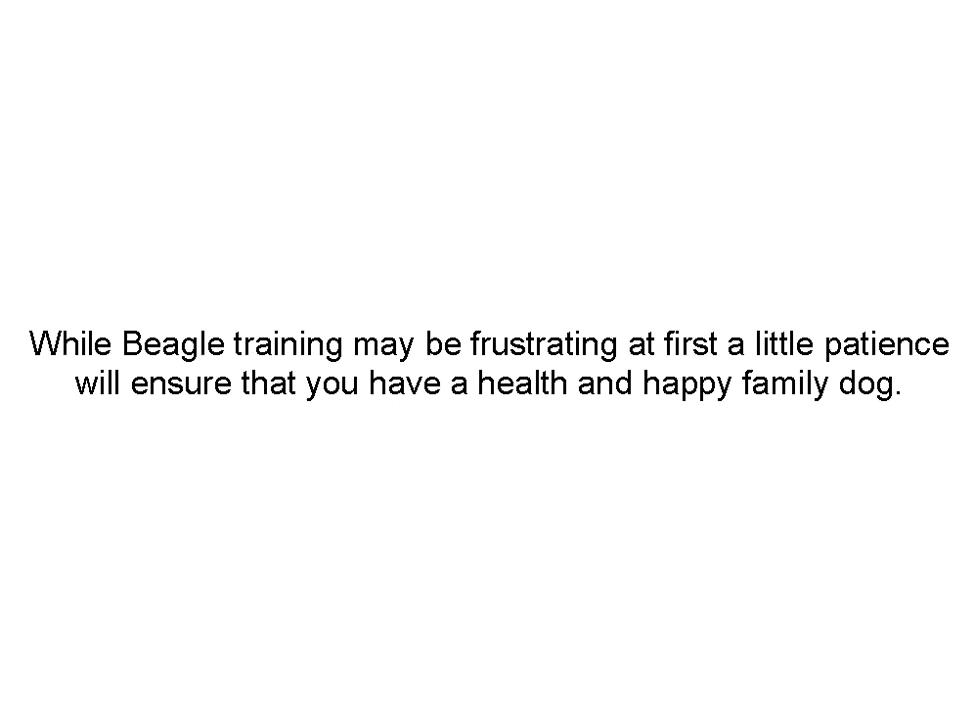 While Beagle training may be frustrating at first a little patience
will ensure that you have a health and happy family dog.